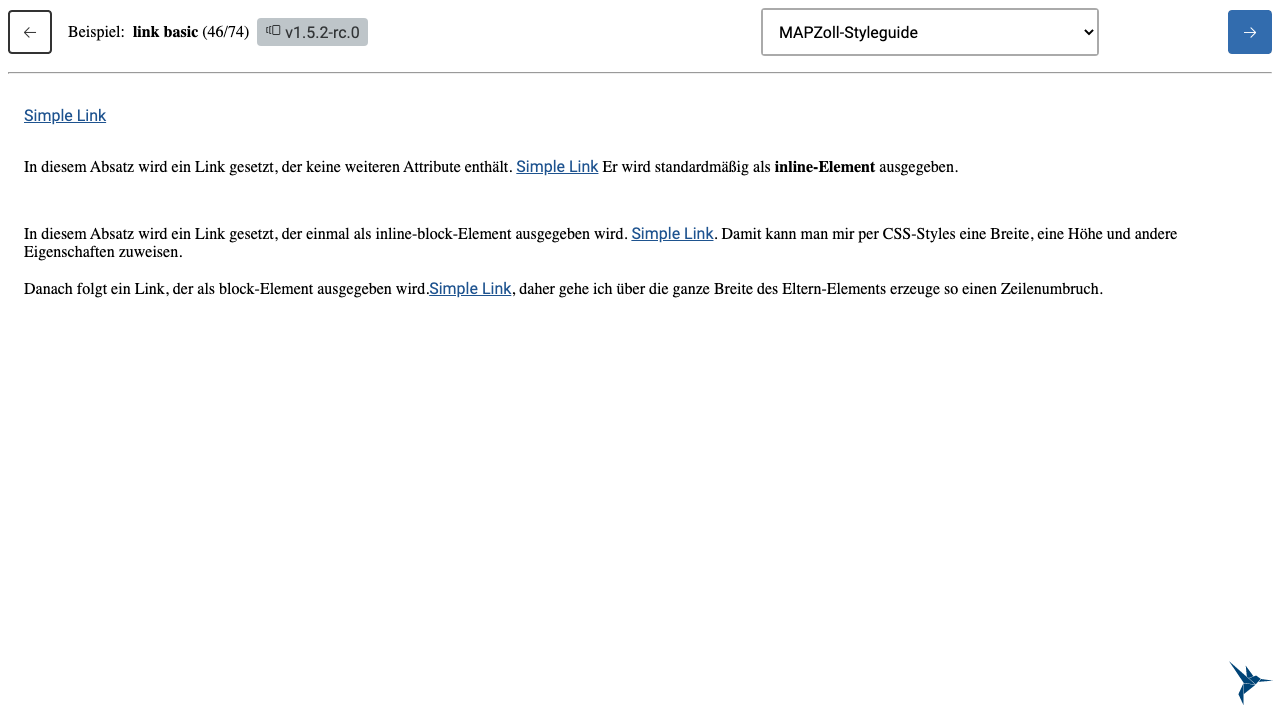 ← Beispiel: link basic (46/74) v1.5.2-rc.0 MAPZoll-Styleguide →
Simple Link
In diesem Absatz wird ein Link gesetzt, der keine weiteren Attribute enthält. Simple Link Er wird standardmäßig als inline-Element ausgegeben.
In diesem Absatz wird ein Link gesetzt, der einmal als inline-block-Element ausgegeben wird. Simple Link. Damit kann man mir per CSS-Styles eine Breite, eine Höhe und andere
Eigenschaften zuweisen.
Danach folgt ein Link, der als block-Element ausgegeben wird.Simple Link, daher gehe ich über die ganze Breite des Eltern-Elements erzeuge so einen Zeilenumbruch.